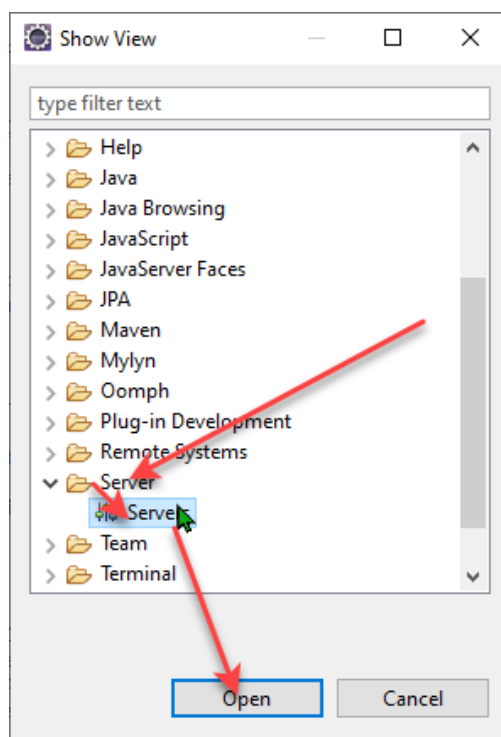 Show View
type filter text
Help
Java
Java Browsing
JavaScript
JavaServer Faces
JPA
Maven
Mylyn
Oomph
Plug-in Development
Remote Systems
Server
Servers
Team
Terminal
Open
Cancel